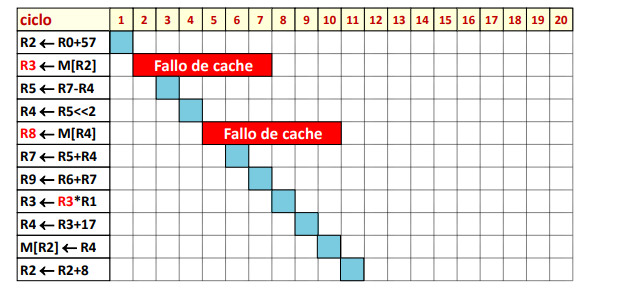 ciclo 1 2 3 4 5 6 7 8 9 10 11 12 13 14 15 16 17 18 19 20
R2 ← R0+57
R3 ← M[R2] Fallo de cache
R5 ← R7-R4
R4 ← R5<<2
R8 ← M[R4] Fallo de cache
R7 ← R5+R4
R9 ← R6+R7
R3 ← R3*R1
R4 ← R3+17
M[R2] ← R4
R2 ← R2+8